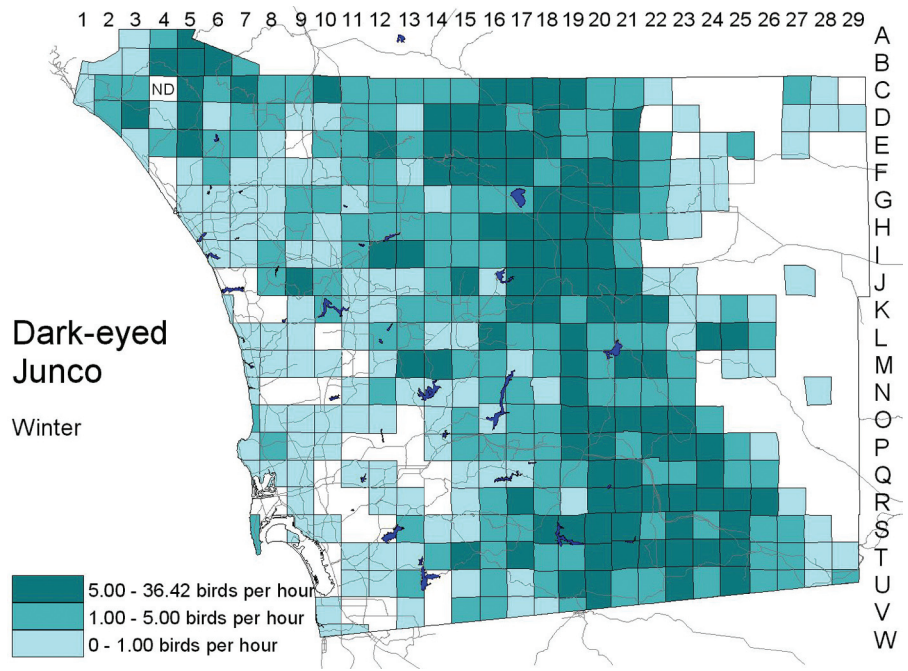 1 2 3 4 5 6 7 8 9 10 11 12 13 14 15 16 17 18 19 20 21 22 23 24 25 26 27 28 29
A
B
C
D
E
F
G
H
I
J
K
L
M
N
O
P
Q
R
S
T
U
V
W
ND
Dark-eyed
Junco
Winter
5.00 - 36.42 birds per hour
1.00 - 5.00 birds per hour
0 - 1.00 birds per hour